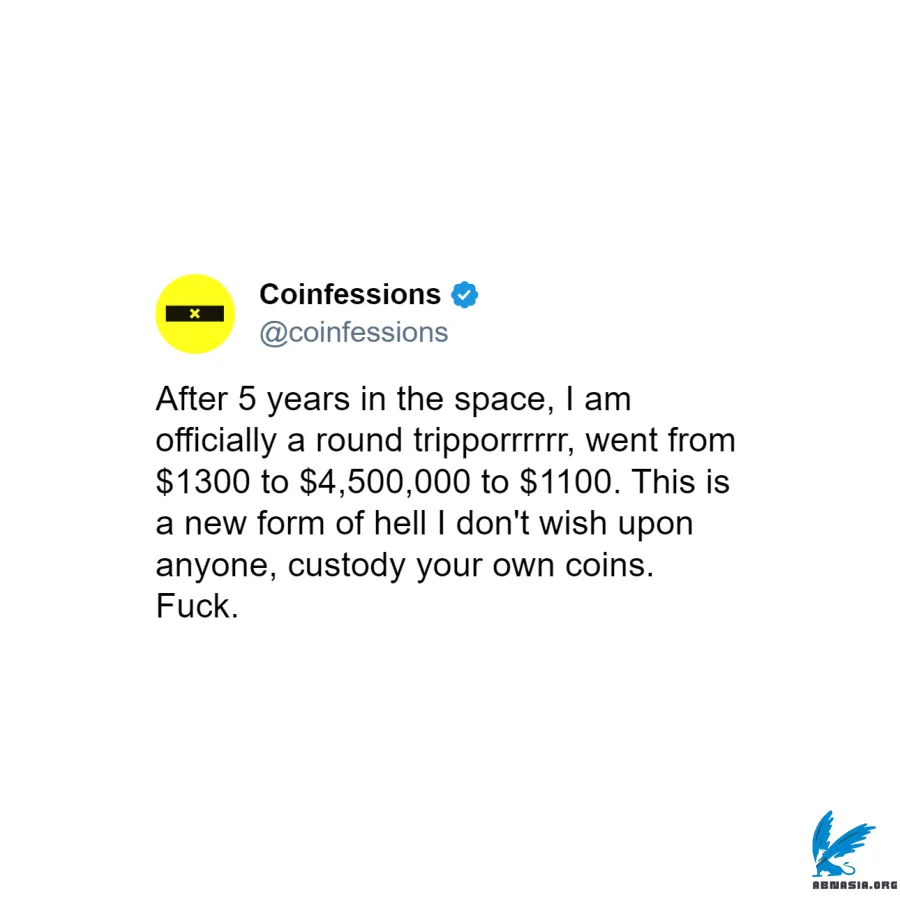 Coinfessions
@coinfessions
After 5 years in the space, I am
officially a round tripporrrrrr, went from
$1300 to $4,500,000 to $1100. This is
a new form of hell I don't wish upon
anyone, custody your own coins.
Fuck.
ABNASIA.ORG